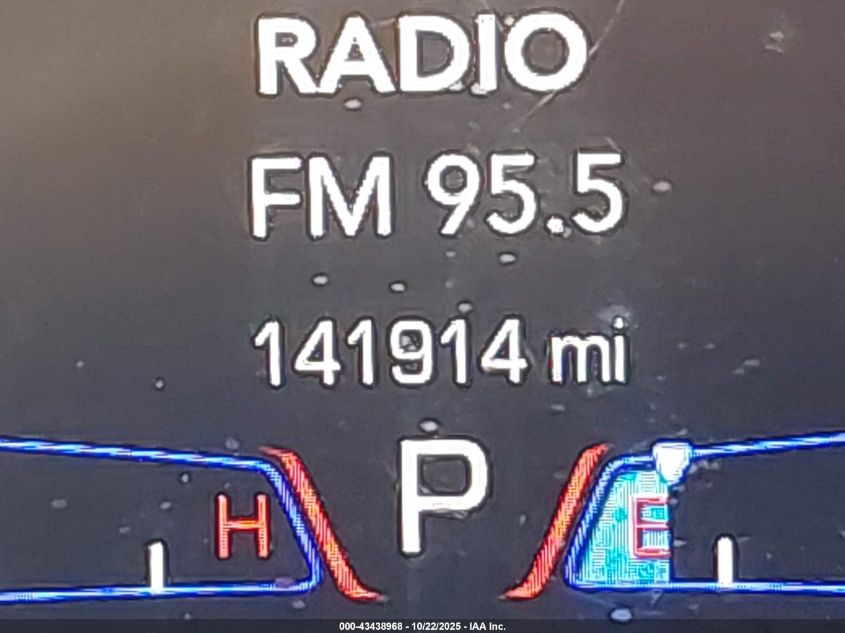 RADIO
FM 95.5
141914 mi
P
H
E
000-43438968 - 10/22/2025 - IAA Inc.